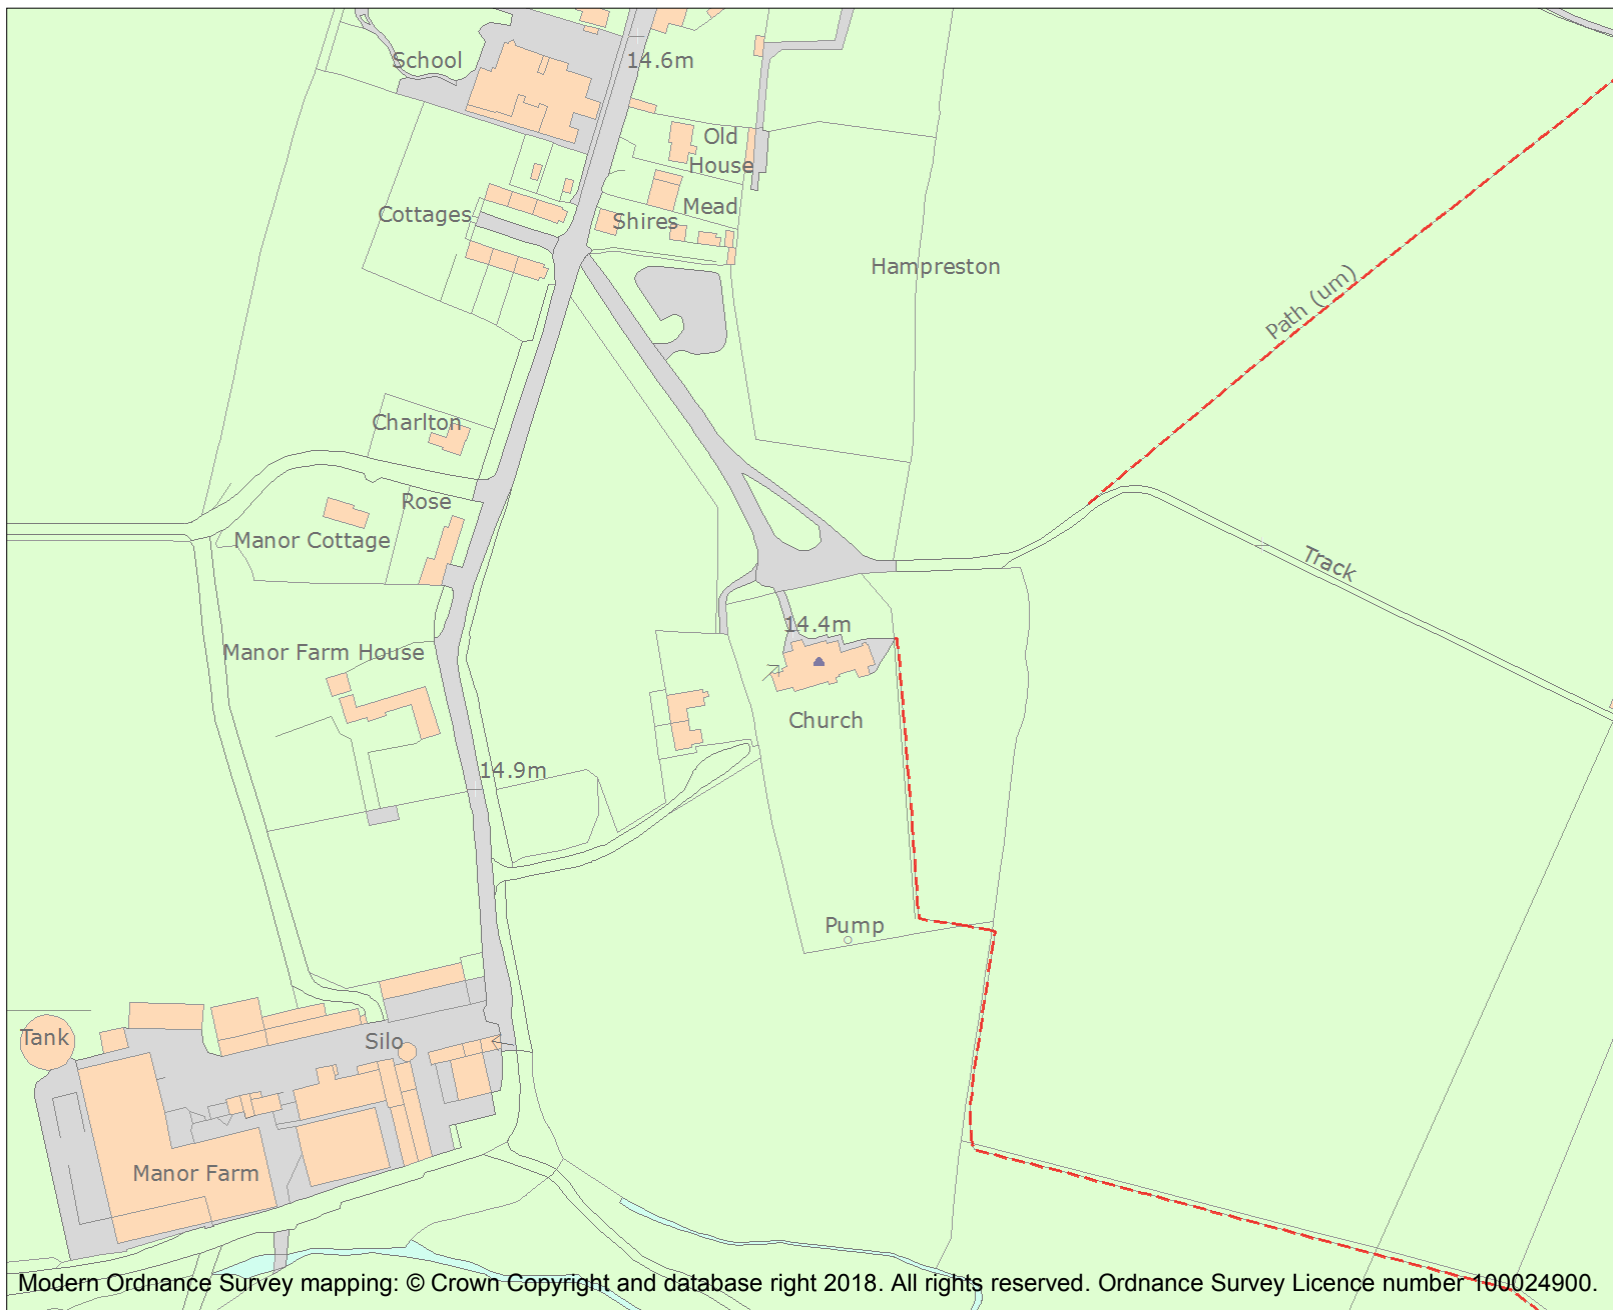 School
14.6m
Old
House
Cottages
Mead
Shires
Hampreston
Path (um)
Charlton
Rose
Manor Cottage
Track
14.4m
Manor Farm House
Church
14.9m
Pump
Tank
Silo
Manor Farm
Modern Ordnance Survey mapping: © Crown Copyright and database right 2018. All rights reserved. Ordnance Survey Licence number 100024900.